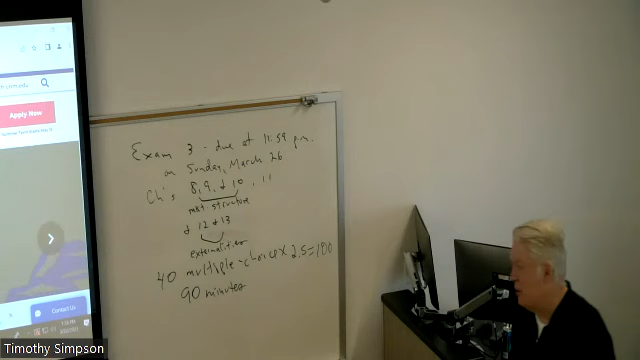 Apply Now
Contact Us
Exam 3 - due at 11:59 p.m.
on Sunday, March 26
Ch's 8, 9, & 10, 11
mkt structure
& 12 & 13
externalities
40 multiple-choice x 2.5 = 100
90 minutes
Timothy Simpson